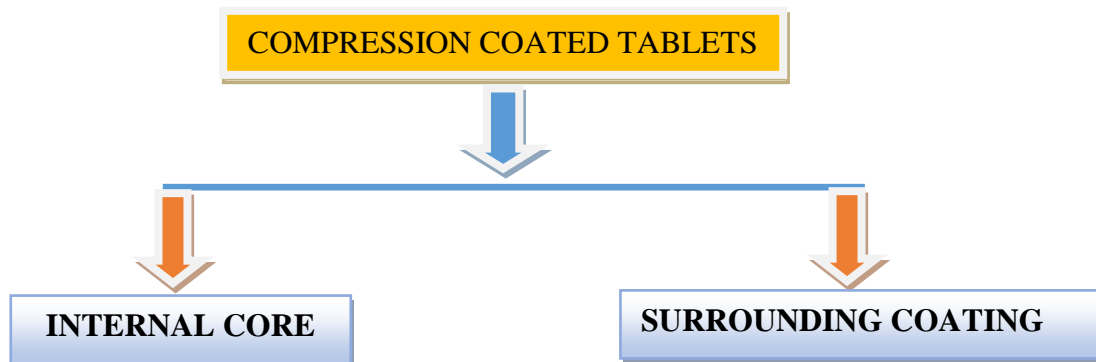 COMPRESSION COATED TABLETS
INTERNAL CORE
SURROUNDING COATING